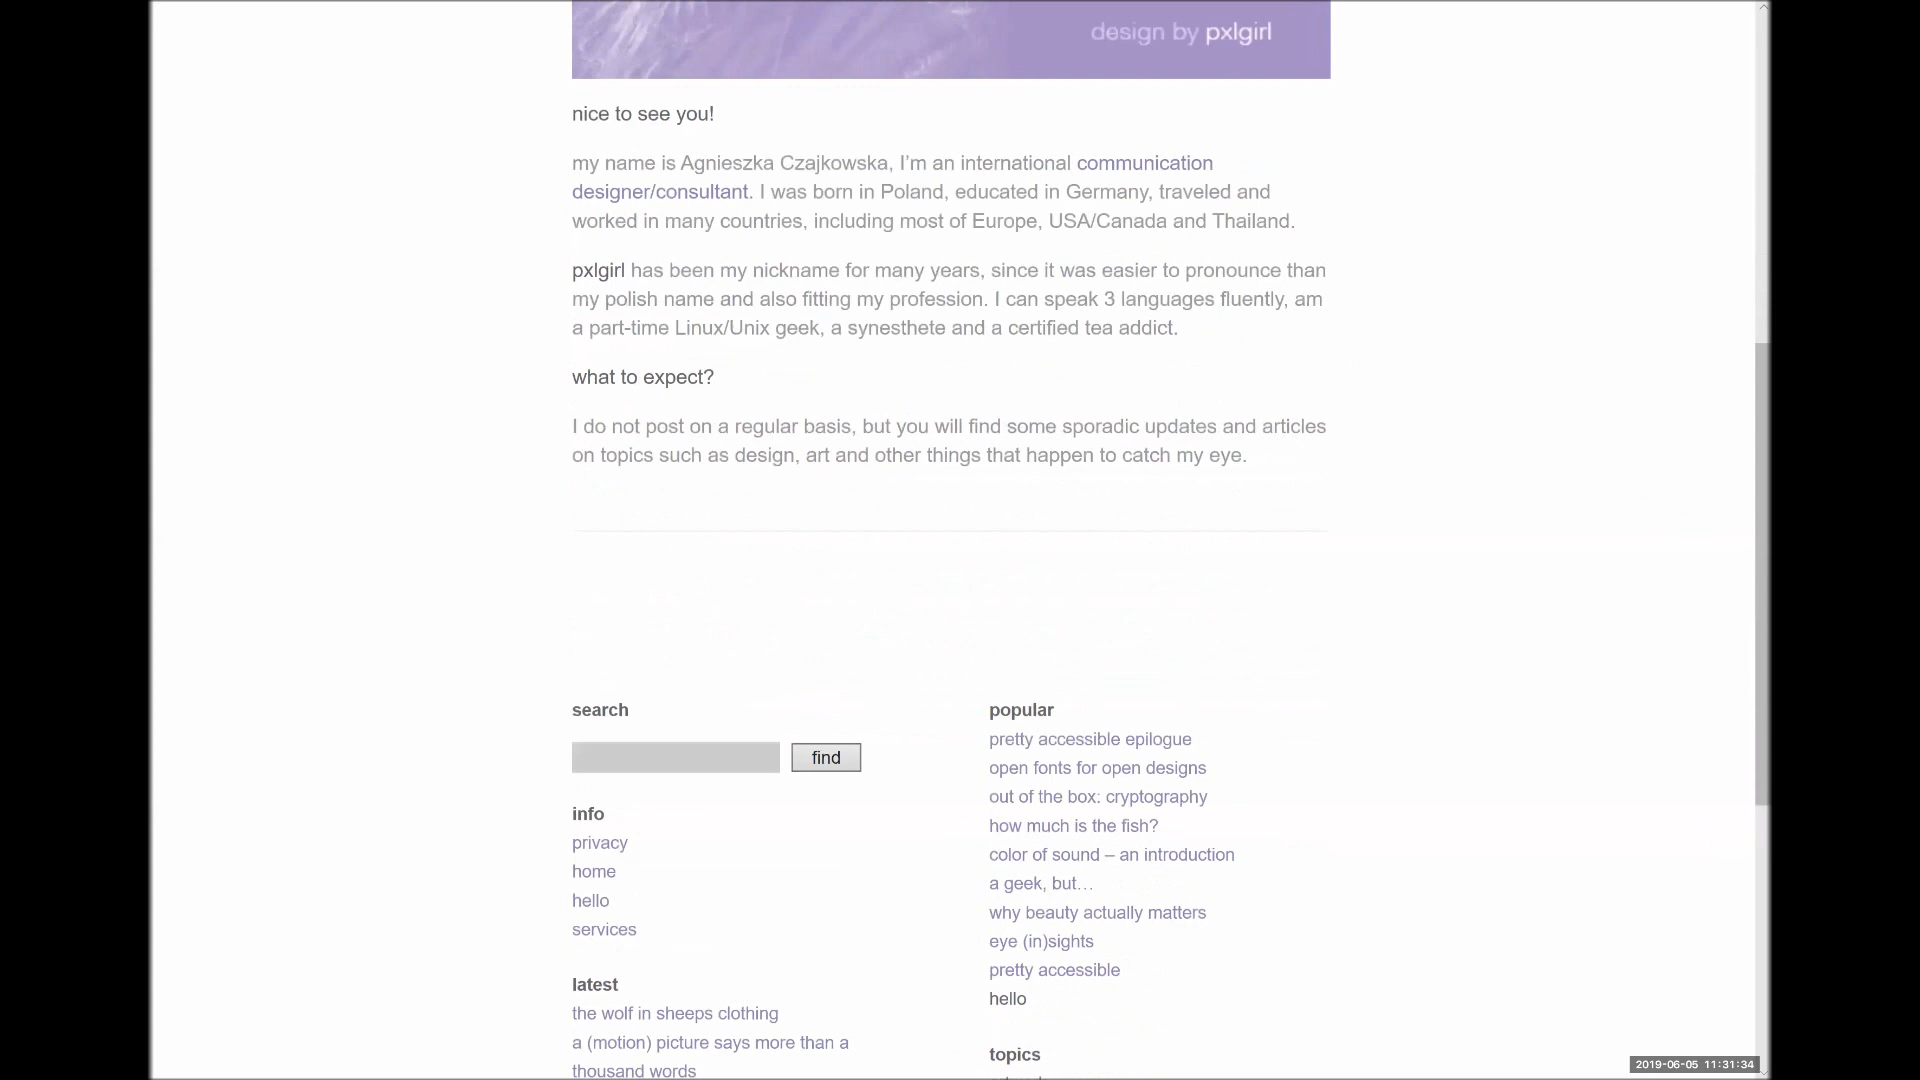 design by pxlgirl
nice to see you!
my name is Agnieszka Czajkowska, I’m an international communication
designer/consultant. I was born in Poland, educated in Germany, traveled and
worked in many countries, including most of Europe, USA/Canada and Thailand.
pxlgirl has been my nickname for many years, since it was easier to pronounce than
my polish name and also fitting my profession. I can speak 3 languages fluently, am
a part-time Linux/Unix geek, a synesthete and a certified tea addict.
what to expect?
I do not post on a regular basis, but you will find some sporadic updates and articles
on topics such as design, art and other things that happen to catch my eye.
search
find
info
privacy
home
hello
services
latest
the wolf in sheeps clothing
a (motion) picture says more than a
thousand words
popular
pretty accessible epilogue
open fonts for open designs
out of the box: cryptography
how much is the fish?
color of sound – an introduction
a geek, but…
why beauty actually matters
eye (in)sights
pretty accessible
hello
topics
2019-06-05 11:31:34